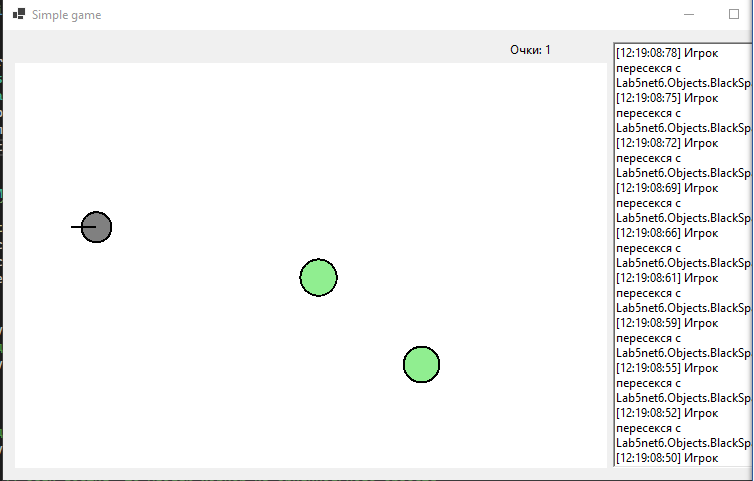 Simple game
Очки: 1
[12:19:08:78] Игрок
пересекся с
Lab5net6.Objects.BlackSp
[12:19:08:75] Игрок
пересекся с
Lab5net6.Objects.BlackSp
[12:19:08:72] Игрок
пересекся с
Lab5net6.Objects.BlackSp
[12:19:08:69] Игрок
пересекся с
Lab5net6.Objects.BlackSp
[12:19:08:66] Игрок
пересекся с
Lab5net6.Objects.BlackSp
[12:19:08:61] Игрок
пересекся с
Lab5net6.Objects.BlackSp
[12:19:08:59] Игрок
пересекся с
Lab5net6.Objects.BlackSp
[12:19:08:55] Игрок
пересекся с
Lab5net6.Objects.BlackSp
[12:19:08:52] Игрок
пересекся с
Lab5net6.Objects.BlackSp
[12:19:08:50] Игрок